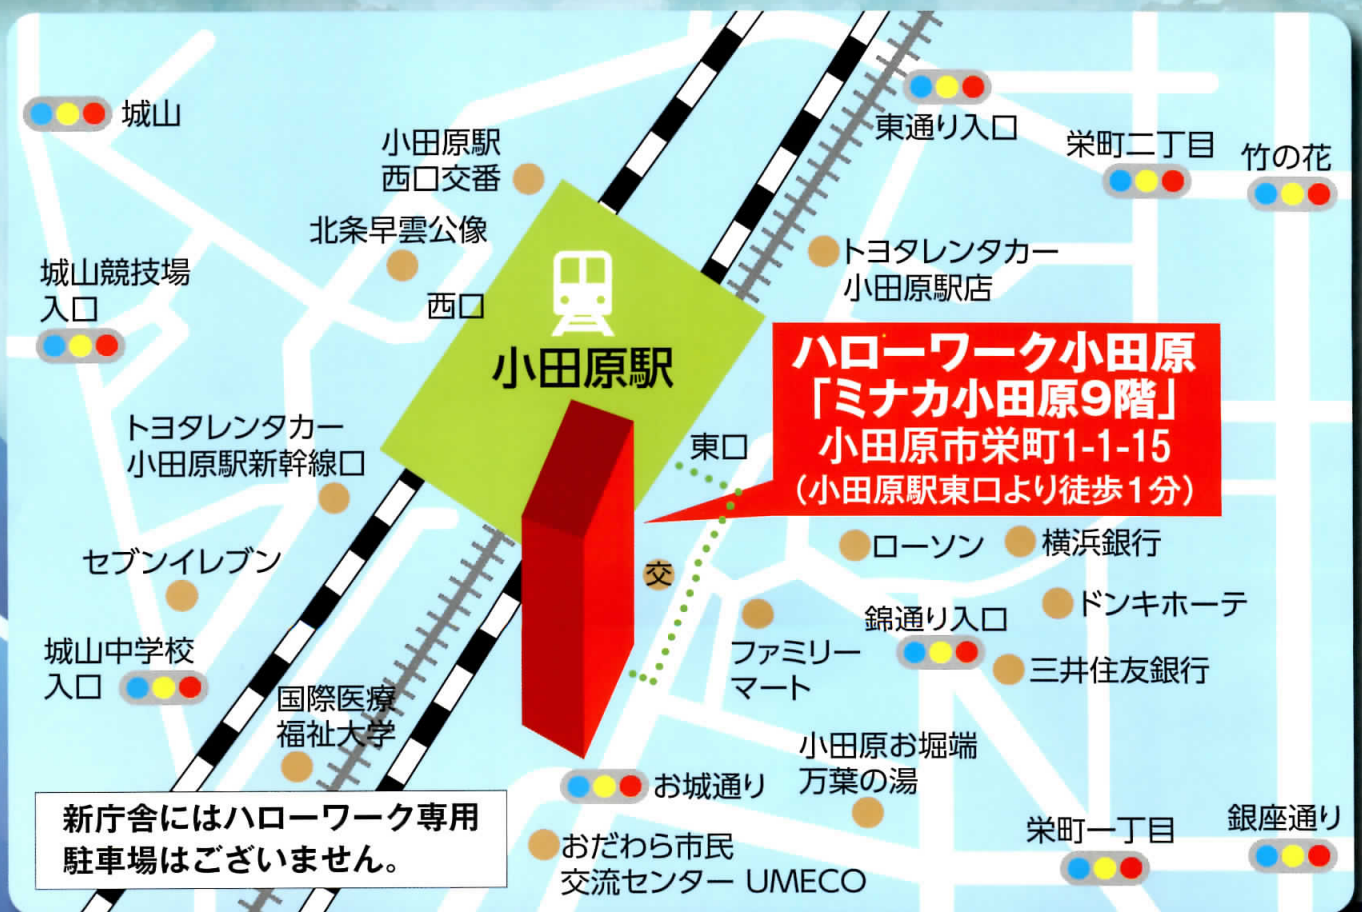 城山
小田原駅
西口交番
北条早雲公像
西口
城山競技場
入口
東通り入口
栄町二丁目
竹の花
トヨタレンタカー
小田原駅店
小田原駅
ハローワーク小田原
「ミナカ小田原9階」
小田原市栄町1-1-15
（小田原駅東口より徒歩1分）
東口
トヨタレンタカー
小田原駅新幹線口
セブンイレブン
交
ローソン
横浜銀行
ドンキホーテ
錦通り入口
三井住友銀行
ファミリー
マート
城山中学校
入口
国際医療
福祉大学
小田原お堀端
万葉の湯
お城通り
新庁舎にはハローワーク専用
駐車場はございません。
おだわら市民
交流センター UMECO
栄町一丁目
銀座通り